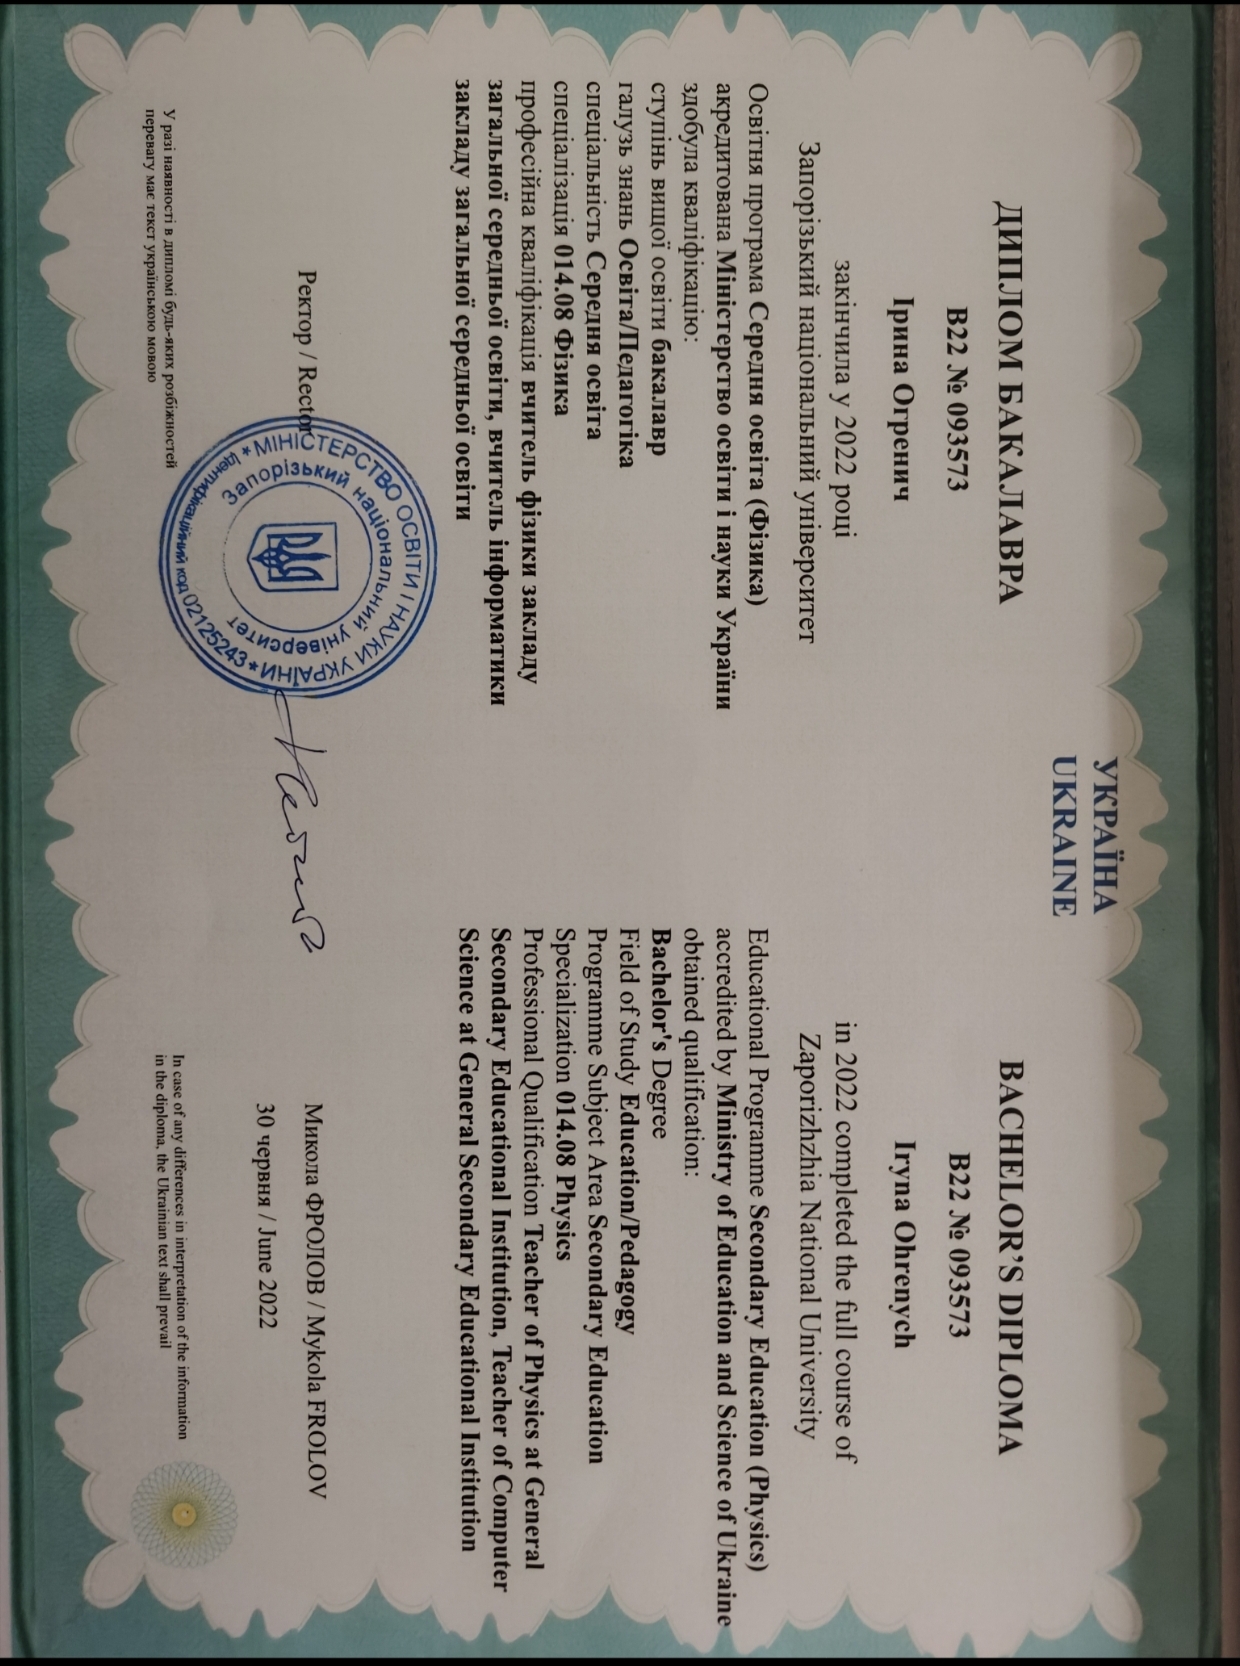 УКРАЇНА
UKRAINE
ДИПЛОМ БАКАЛАВРА
В22 № 093573
Ірина Огренич
закінчила у 2022 році
Запорізький національний університет
Освітня програма Середня освіта (Фізика)
акредитована Міністерство освіти і науки України
здобула кваліфікацію:
ступінь вищої освіти бакалавр
галузь знань Освіта/Педагогіка
спеціальність Середня освіта
спеціалізація 014.08 Фізика
професійна кваліфікація вчитель фізики закладу
загальної середньої освіти, вчитель інформатики
закладу загальної середньої освіти
BACHELOR’S DIPLOMA
B22 № 093573
Iryna Ohrenych
in 2022 completed the full course of
Zaporizhzhia National University
Educational Programme Secondary Education (Physics)
accredited by Ministry of Education and Science of Ukraine
obtained qualification:
Bachelor's Degree
Field of Study Education/Pedagogy
Programme Subject Area Secondary Education
Specialization 014.08 Physics
Professional Qualification Teacher of Physics at General
Secondary Educational Institution, Teacher of Computer
Science at General Secondary Educational Institution
Ректор / Rector
Микола ФРОЛОВ / Mykola FROLOV
30 червня / June 2022
* МІНІСТЕРСТВО ОСВІТИ І НАУКИ УКРАЇНИ *
Ідентифікаційний код 02125243
Запорізький національний університет
У разі наявності в дипломі будь-яких розбіжностей
перевагу має текст українською мовою
In case of any differences in interpretation of the information
in the diploma, the Ukrainian text shall prevail